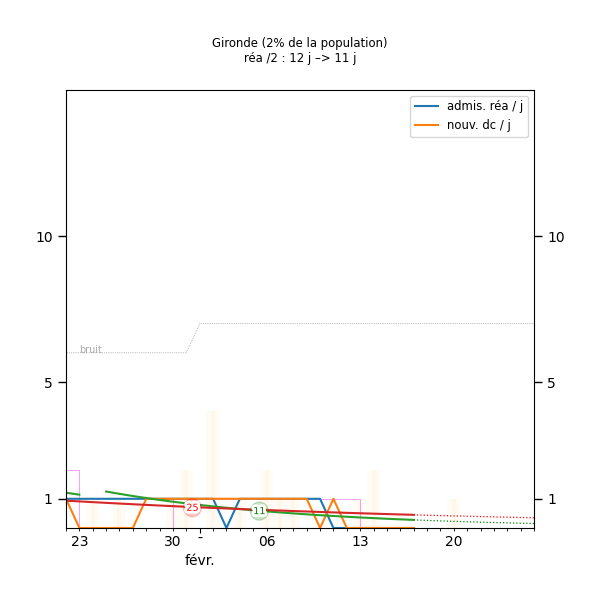 Gironde (2% de la population)
réa /2 : 12 j –> 11 j
admis. réa / j
nouv. dc / j
10
10
bruit
5
5
1
1
25
11
23
30
-
06
13
20
févr.